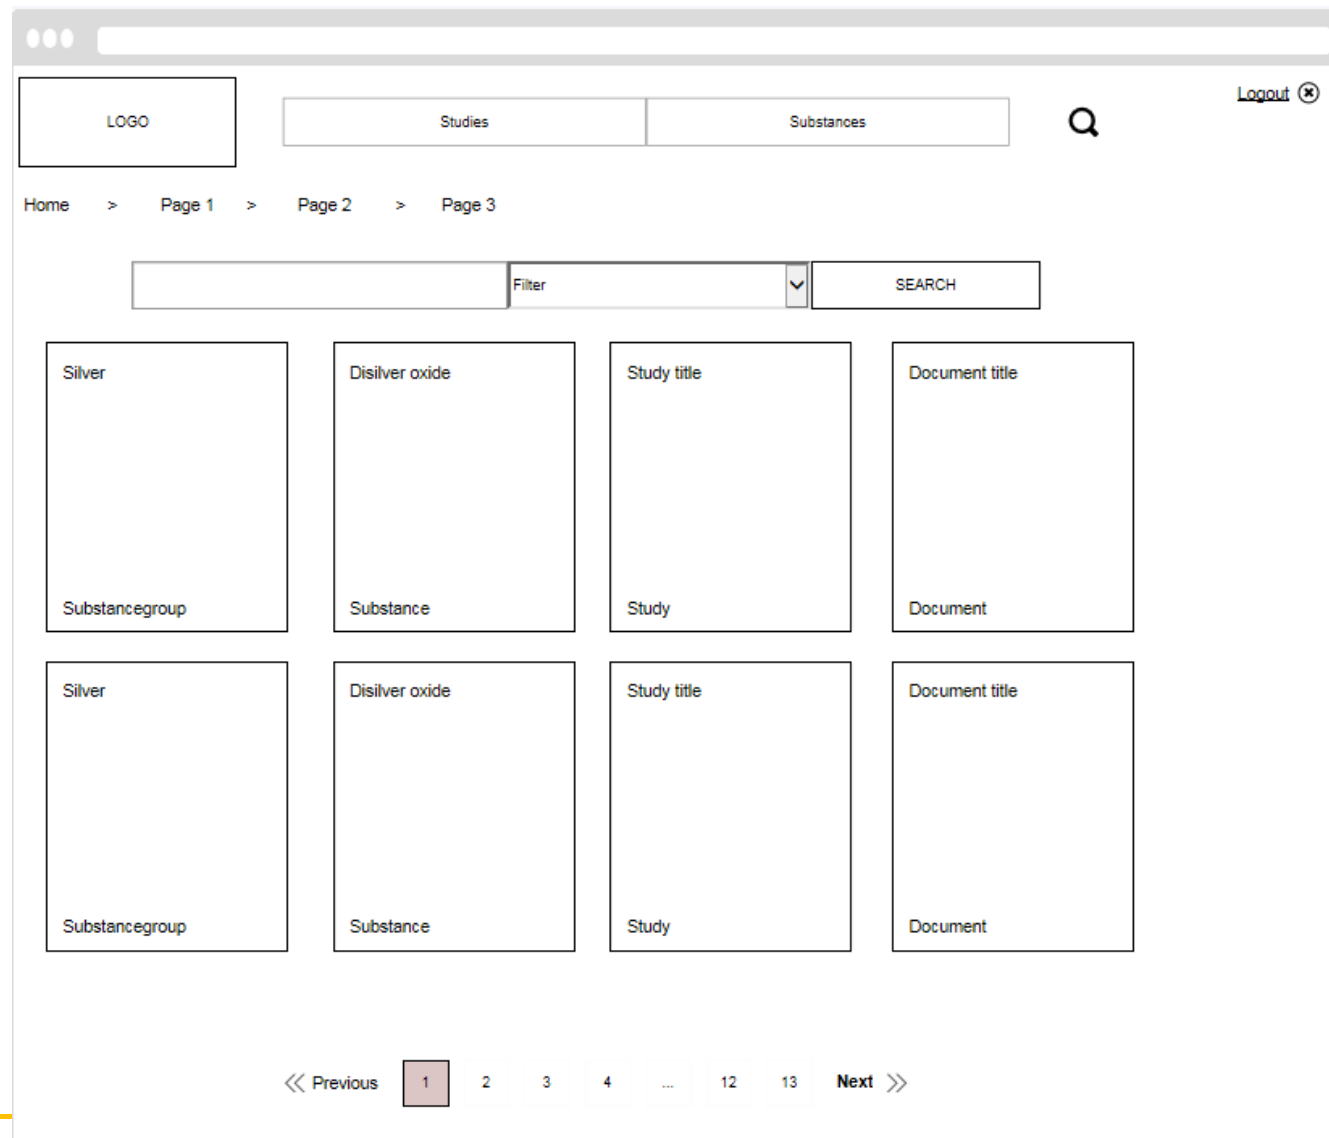 Logout
LOGO Studies Substances
Home > Page 1 > Page 2 > Page 3
Filter SEARCH
Silver Disilver oxide Study title Document title
Substancegroup Substance Study Document
Silver Disilver oxide Study title Document title
Substancegroup Substance Study Document
Previous 1 2 3 4 ... 12 13 Next